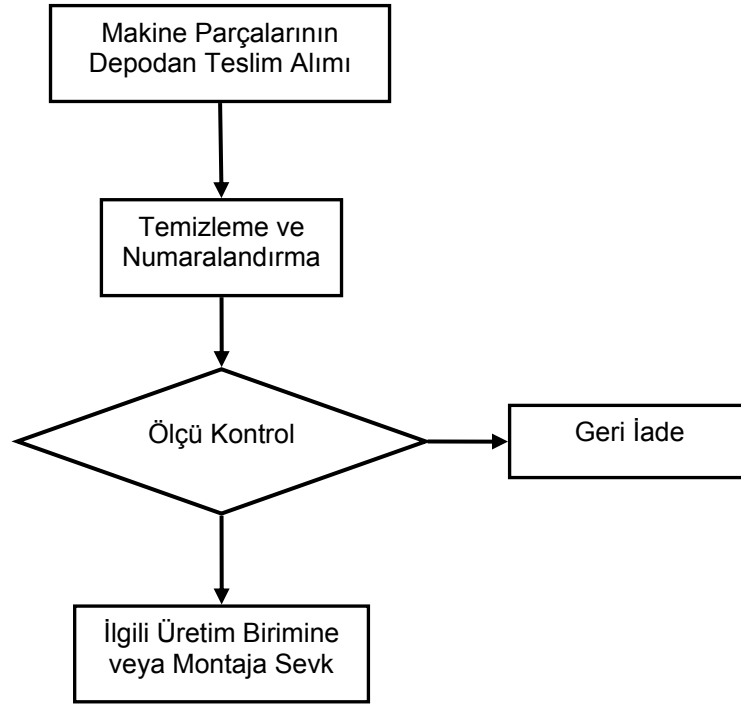 Makine Parçalarının
Depodan Teslim Alımı
Temizleme ve
Numaralandırma
Ölçü Kontrol
Geri İade
İlgili Üretim Birimine
veya Montaja Sevk